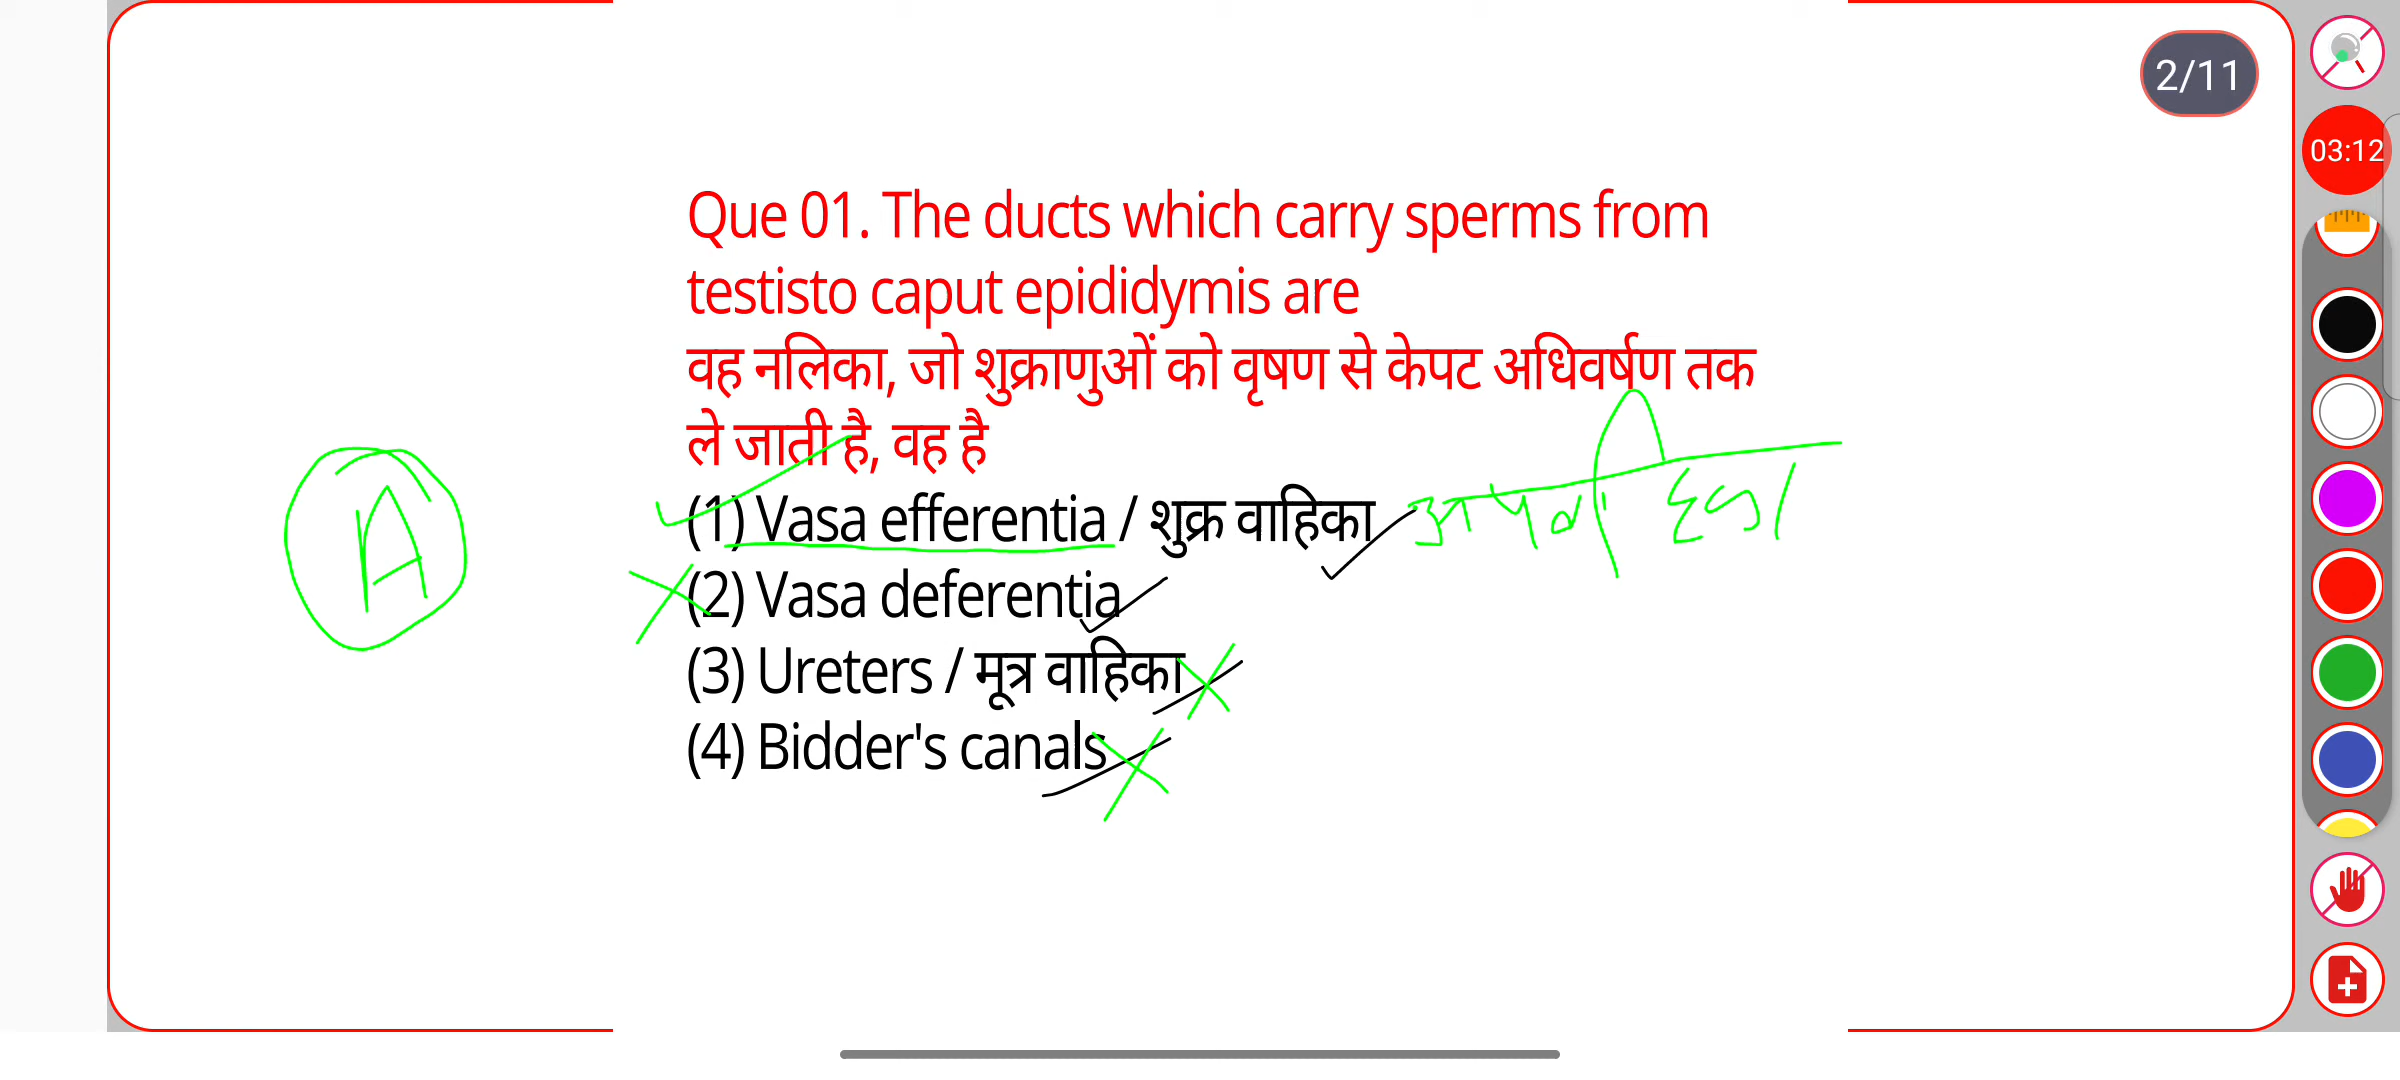 2/11
03:12
Que 01. The ducts which carry sperms from
testisto caput epididymis are
वह नलिका, जो शुक्राणुओं को वृषण से केपट अधिवर्षण तक
ले जाती है, वह है
(1) Vasa efferentia / शुक्र वाहिका
(2) Vasa deferentia
(3) Ureters / मूत्र वाहिका
(4) Bidder's canals
A